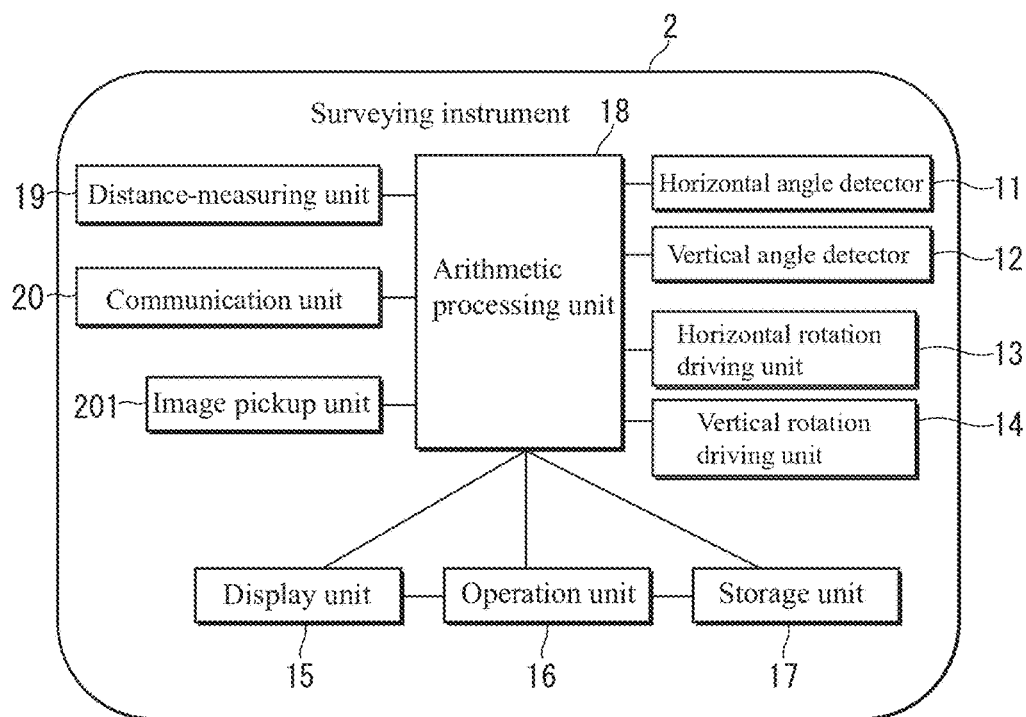 2
Surveying instrument
18
19
Distance-measuring unit
Horizontal angle detector
11
Vertical angle detector
12
20
Communication unit
Arithmetic
processing unit
Horizontal rotation
driving unit
13
201
Image pickup unit
Vertical rotation
driving unit
14
Display unit
Operation unit
Storage unit
15
16
17